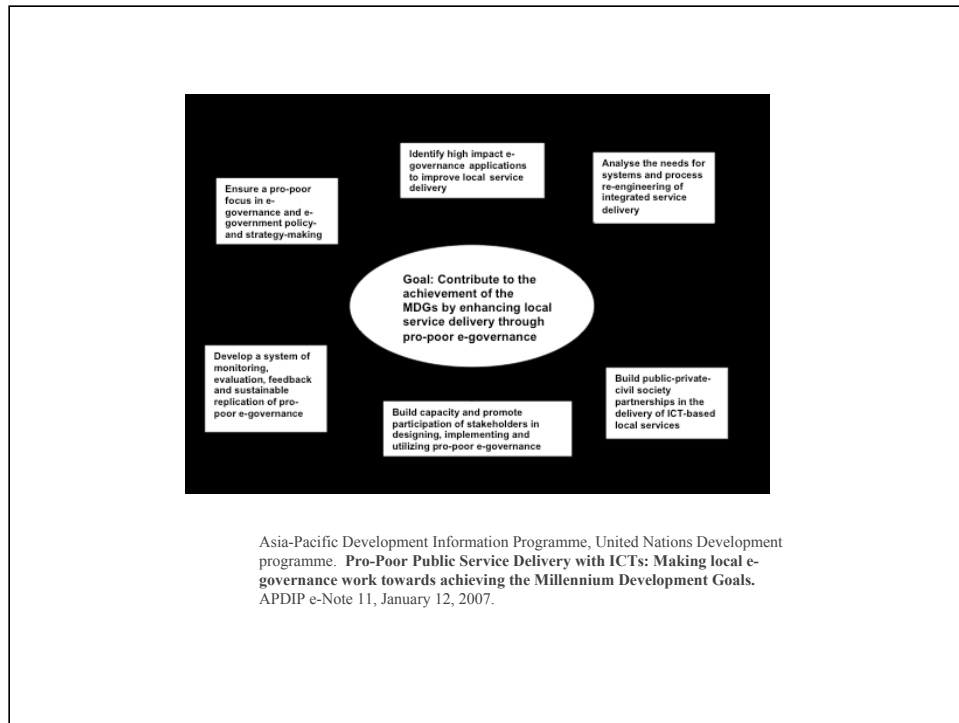 Identify high impact e-
governance applications
to improve local service
delivery
Analyse the needs for
systems and process
re-engineering of
integrated service
delivery
Ensure a pro-poor
focus in e-
governance and e-
government policy-
and strategy-making
Goal: Contribute to the
achievement of the
MDGs by enhancing local
service delivery through
pro-poor e-governance
Develop a system of
monitoring,
evaluation, feedback
and sustainable
replication of pro-
poor e-governance
Build capacity and promote
participation of stakeholders in
designing, implementing and
utilizing pro-poor e-governance
Build public-private-
civil society
partnerships in the
delivery of ICT-based
local services
Asia-Pacific Development Information Programme, United Nations Development
programme. Pro-Poor Public Service Delivery with ICTs: Making local e-
governance work towards achieving the Millennium Development Goals.
APDIP e-Note 11, January 12, 2007.